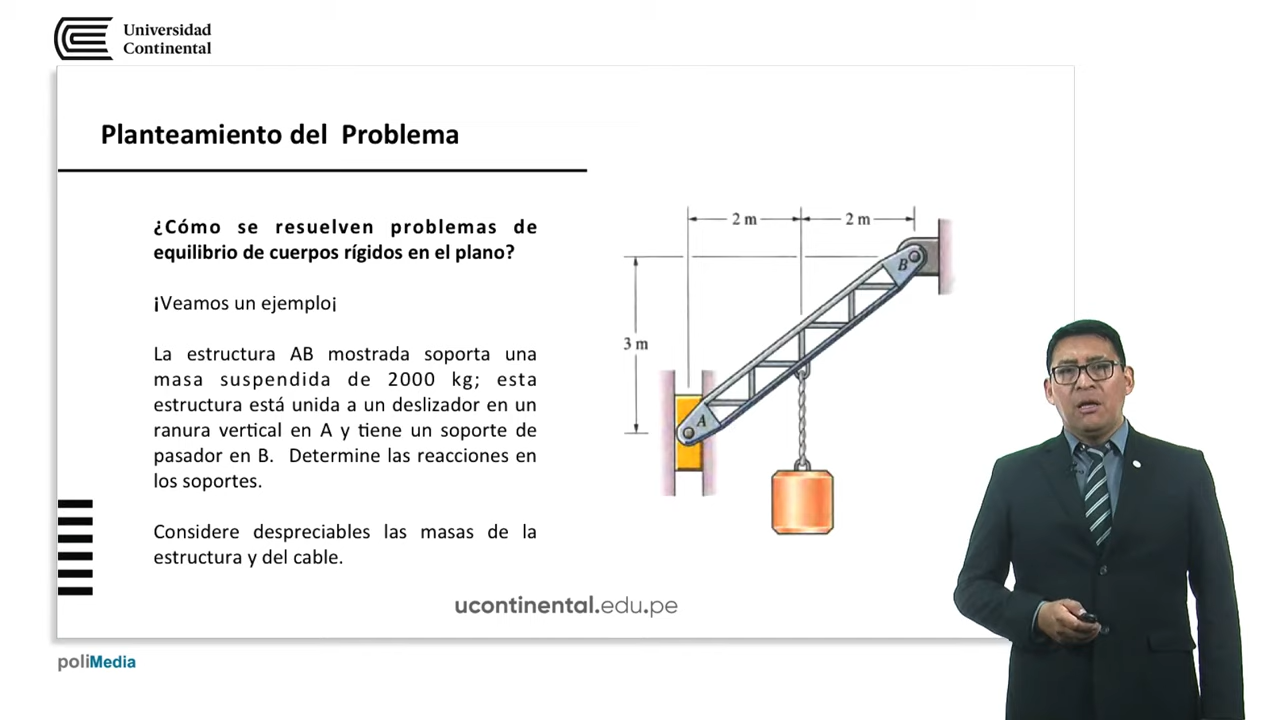 Universidad
Continental
Planteamiento del  Problema
¿Cómo se resuelven problemas de
equilibrio de cuerpos rígidos en el plano?
¡Veamos un ejemplo¡
La estructura AB mostrada soporta una
masa suspendida de 2000 kg; esta
estructura está unida a un deslizador en un
ranura vertical en A y tiene un soporte de
pasador en B.  Determine las reacciones en
los soportes.
Considere despreciables las masas de la
estructura y del cable.
2 m
2 m
B
3 m
A
ucontinental.edu.pe
poliMedia